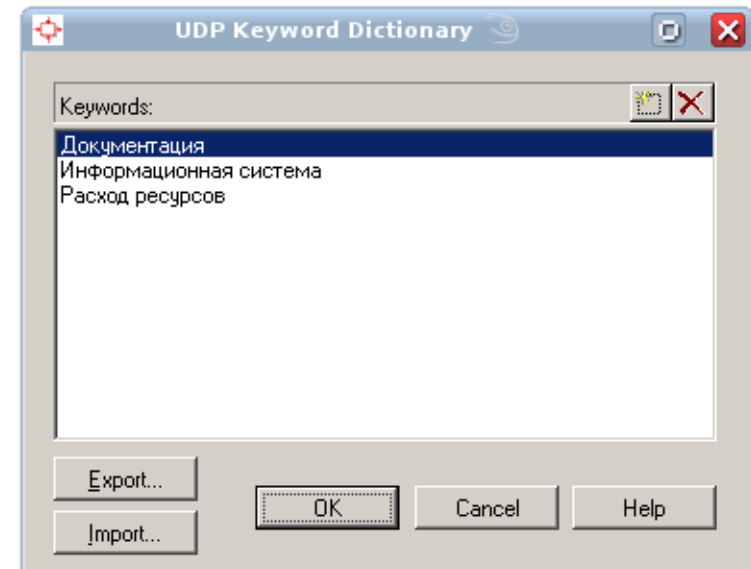 UDP Keyword Dictionary
Keywords:
Документация
Информационная система
Расход ресурсов
Export...
OK
Cancel
Help
Import...